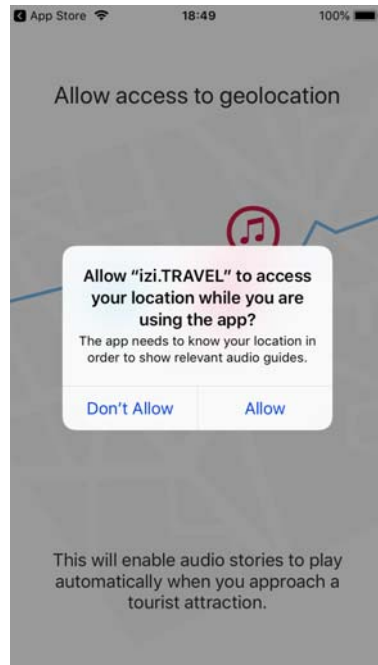 App Store 18:49 100%
Allow access to geolocation
Allow “izi.TRAVEL” to access
your location while you are
using the app?
The app needs to know your location in
order to show relevant audio guides.
Don’t Allow Allow
This will enable audio stories to play
automatically when you approach a
tourist attraction.